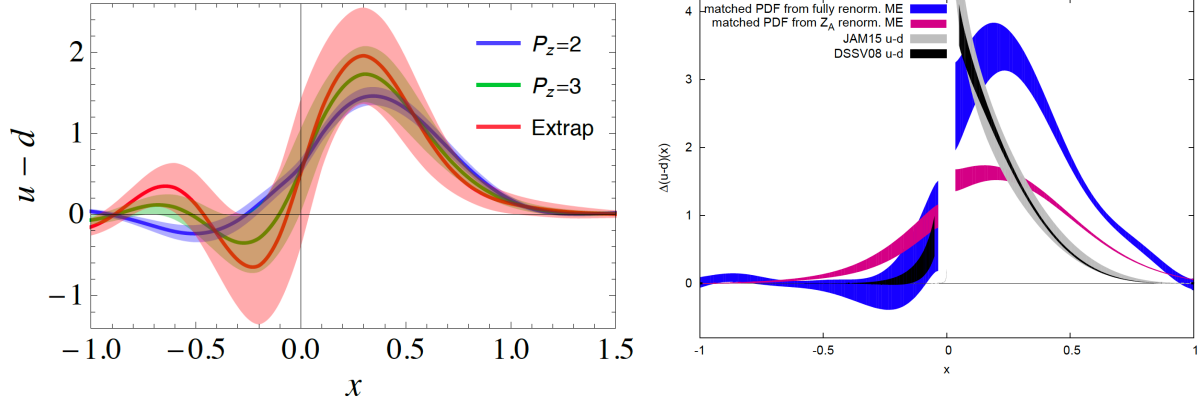 u − d
2
1
0
−1
P_z=2
P_z=3
Extrap
−1.0 −0.5 0.0 0.5 1.0 1.5
x
matched PDF from fully renorm. ME
matched PDF from Z_A renorm. ME
JAM15 u-d
DSSV08 u-d
Δ(u-d)(x)
4
3
2
1
0
-1 -0.5 0 0.5 1
x